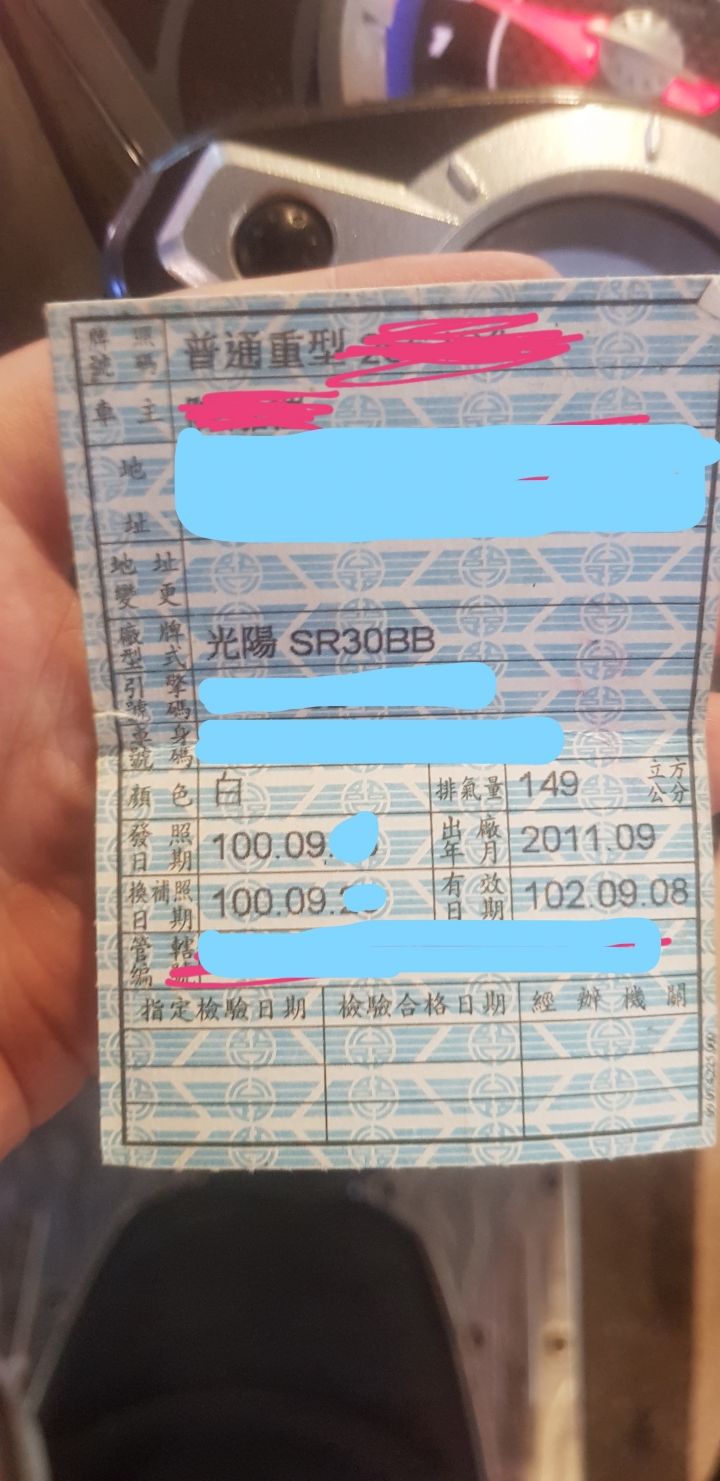 牌照號碼 普通重型
車主
地址
地址變更
廠牌型式 光陽 SR30BB
引擎號碼
車身號碼
顏色 白 排氣量 149 立方公分
發照日期 100.09. 出廠年月 2011.09
換補照日期 100.09. 有效日期 102.09.08
管轄編號
指定檢驗日期 檢驗合格日期 經辦機關